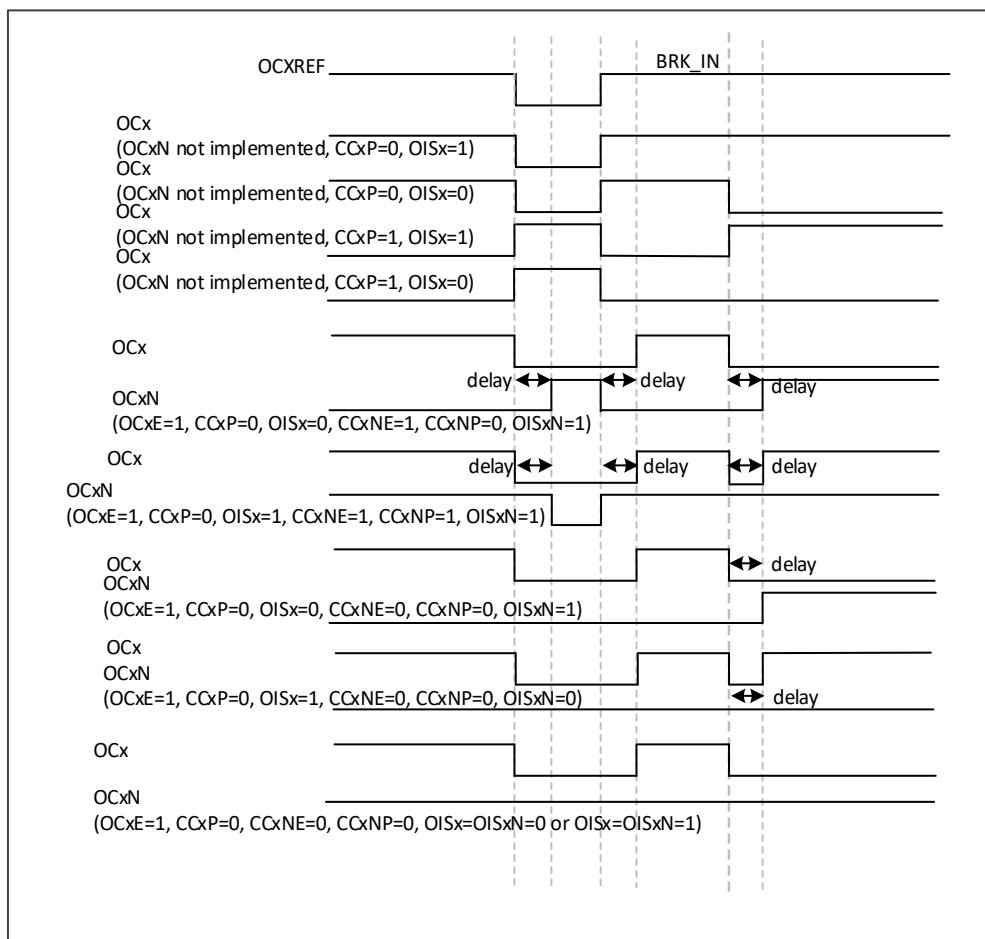 OCXREF
BRK_IN
OCx
(OCxN not implemented, CCxP=0, OISx=1)
OCx
(OCxN not implemented, CCxP=0, OISx=0)
OCx
(OCxN not implemented, CCxP=1, OISx=1)
OCx
(OCxN not implemented, CCxP=1, OISx=0)
OCx
delay delay delay
OCxN
(OCxE=1, CCxP=0, OISx=0, CCxNE=1, CCxNP=0, OISxN=1)
OCx
delay delay delay
OCxN
(OCxE=1, CCxP=0, OISx=1, CCxNE=1, CCxNP=1, OISxN=1)
OCx
delay
OCxN
(OCxE=1, CCxP=0, OISx=0, CCxNE=0, CCxNP=0, OISxN=1)
OCx
OCxN
(OCxE=1, CCxP=0, OISx=1, CCxNE=0, CCxNP=0, OISxN=0)
delay
OCx
OCxN
(OCxE=1, CCxP=0, CCxNE=0, CCxNP=0, OISx=OISxN=0 or OISx=OISxN=1)